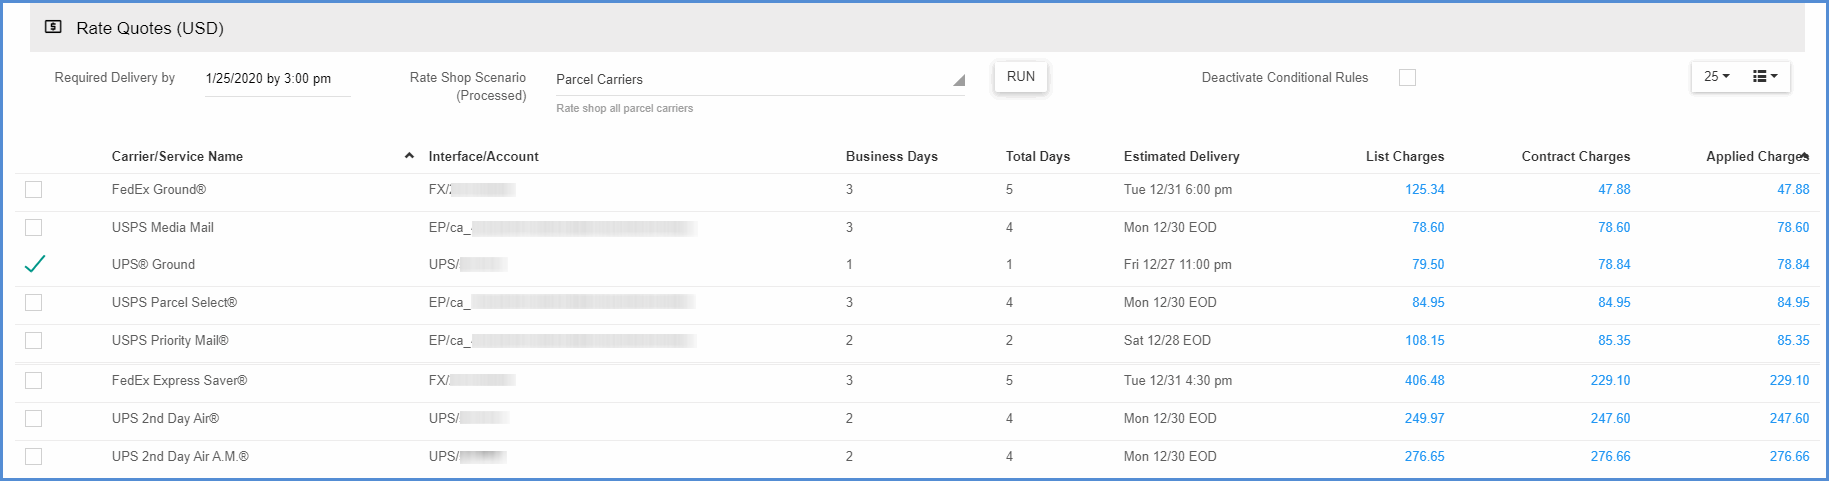 Rate Quotes (USD)
Required Delivery by 1/25/2020 by 3:00 pm Rate Shop Scenario (Processed) Parcel Carriers RUN Deactivate Conditional Rules 25
Rate shop all parcel carriers
Carrier/Service Name Interface/Account Business Days Total Days Estimated Delivery List Charges Contract Charges Applied Charges
FedEx Ground® FX/ 3 5 Tue 12/31 6:00 pm 125.34 47.88 47.88
USPS Media Mail EP/ca_ 3 4 Mon 12/30 EOD 78.60 78.60 78.60
UPS® Ground UPS/ 1 1 Fri 12/27 11:00 pm 79.50 78.84 78.84
USPS Parcel Select® EP/ca_ 3 4 Mon 12/30 EOD 84.95 84.95 84.95
USPS Priority Mail® EP/ca_ 2 2 Sat 12/28 EOD 108.15 85.35 85.35
FedEx Express Saver® FX/ 3 5 Tue 12/31 4:30 pm 406.48 229.10 229.10
UPS 2nd Day Air® UPS/ 2 4 Mon 12/30 EOD 249.97 247.60 247.60
UPS 2nd Day Air A.M.® UPS/ 2 4 Mon 12/30 EOD 276.65 276.66 276.66